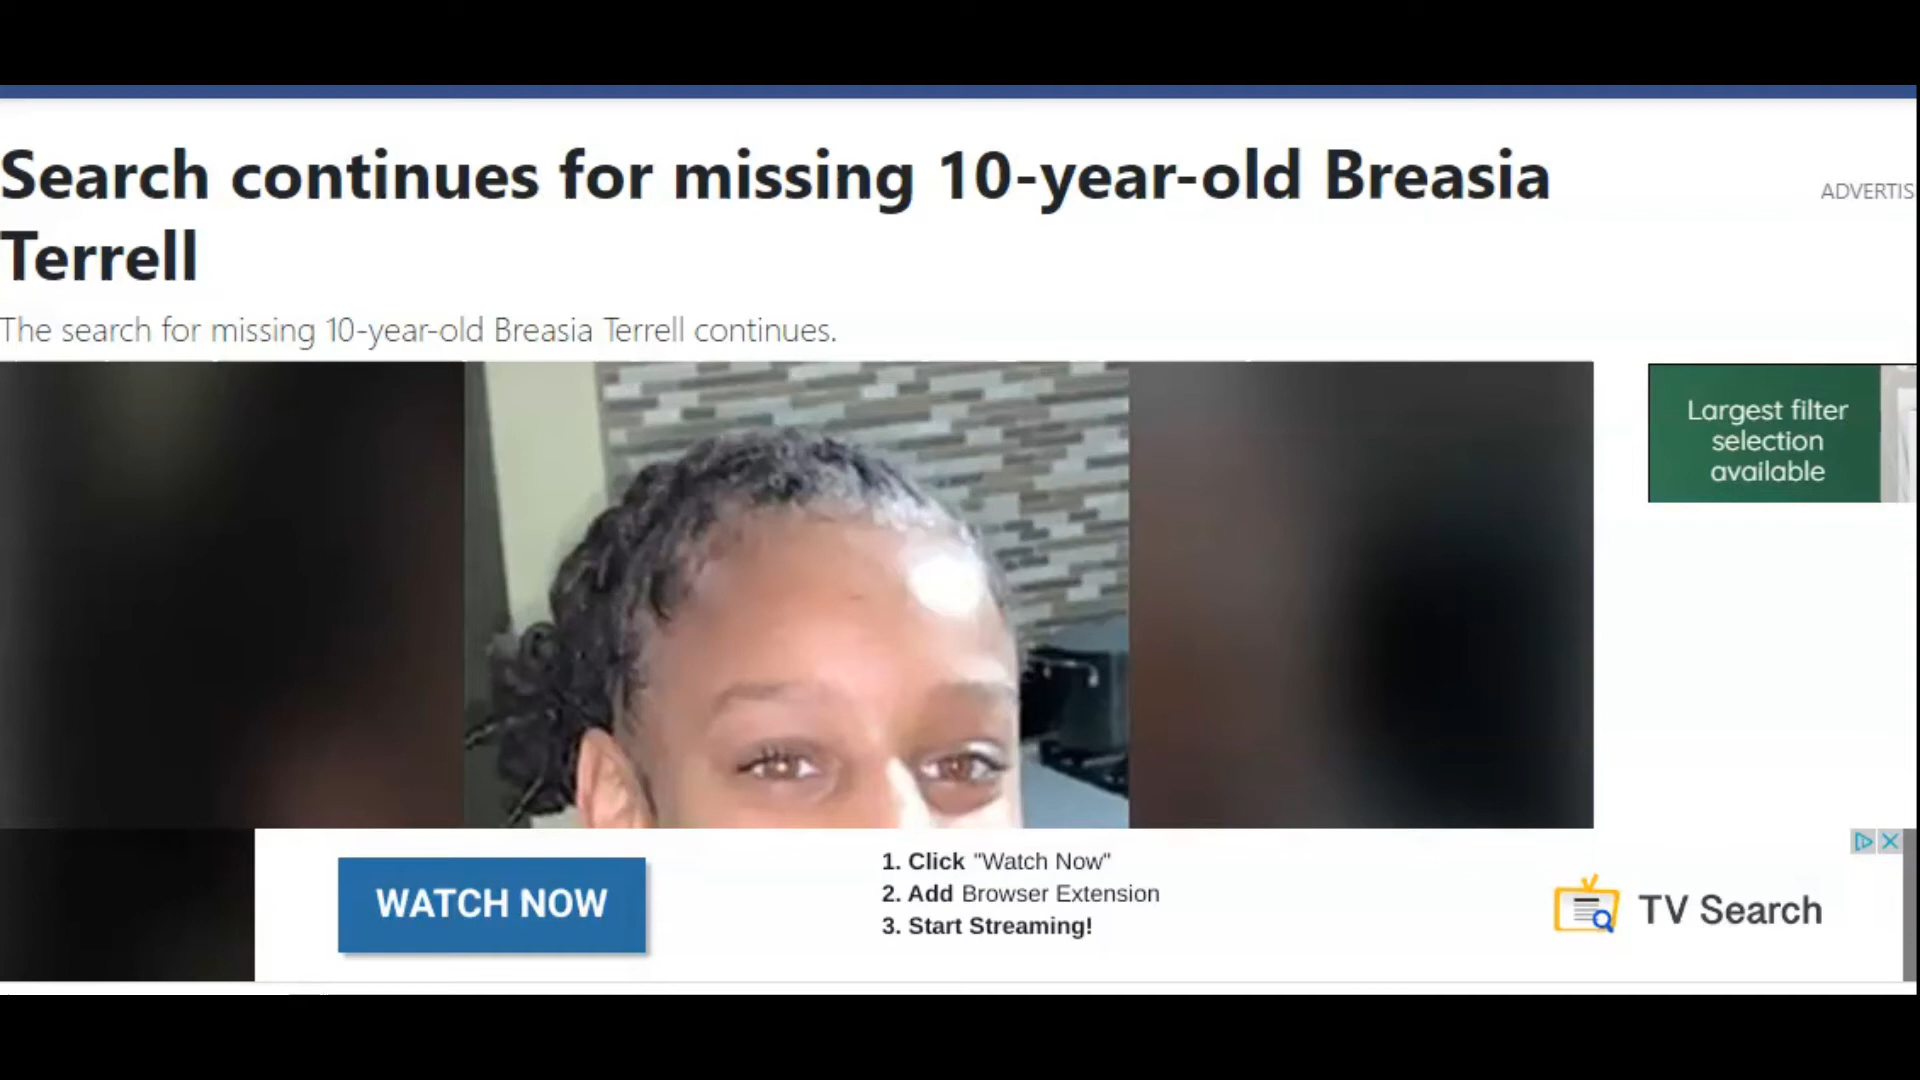 Search continues for missing 10-year-old Breasia
Terrell
ADVERTIS
The search for missing 10-year-old Breasia Terrell continues.
Largest filter
selection
available
WATCH NOW
1. Click "Watch Now"
2. Add Browser Extension
3. Start Streaming!
TV Search